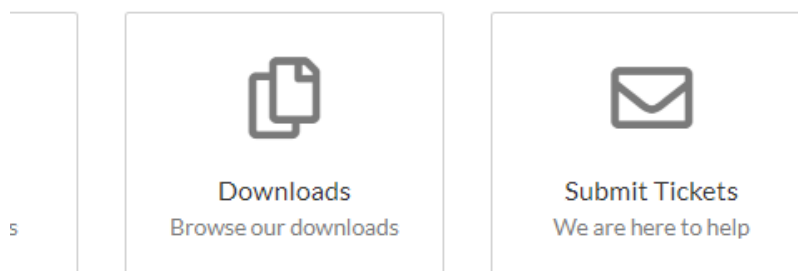 Downloads
Browse our downloads
Submit Tickets
We are here to help